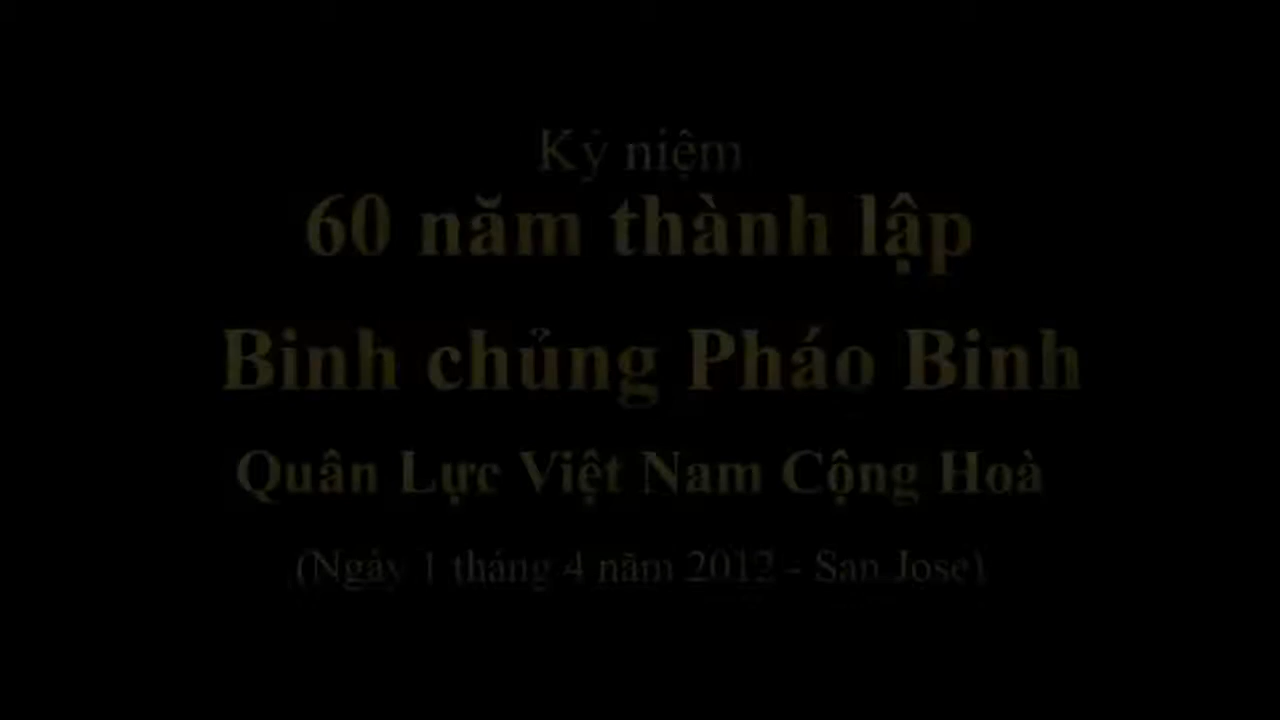 Kỷ niệm
60 năm thành lập
Binh chủng Pháo Binh
Quân Lực Việt Nam Cộng Hoà
(Ngày 1 tháng 4 năm 2012 - San Jose)